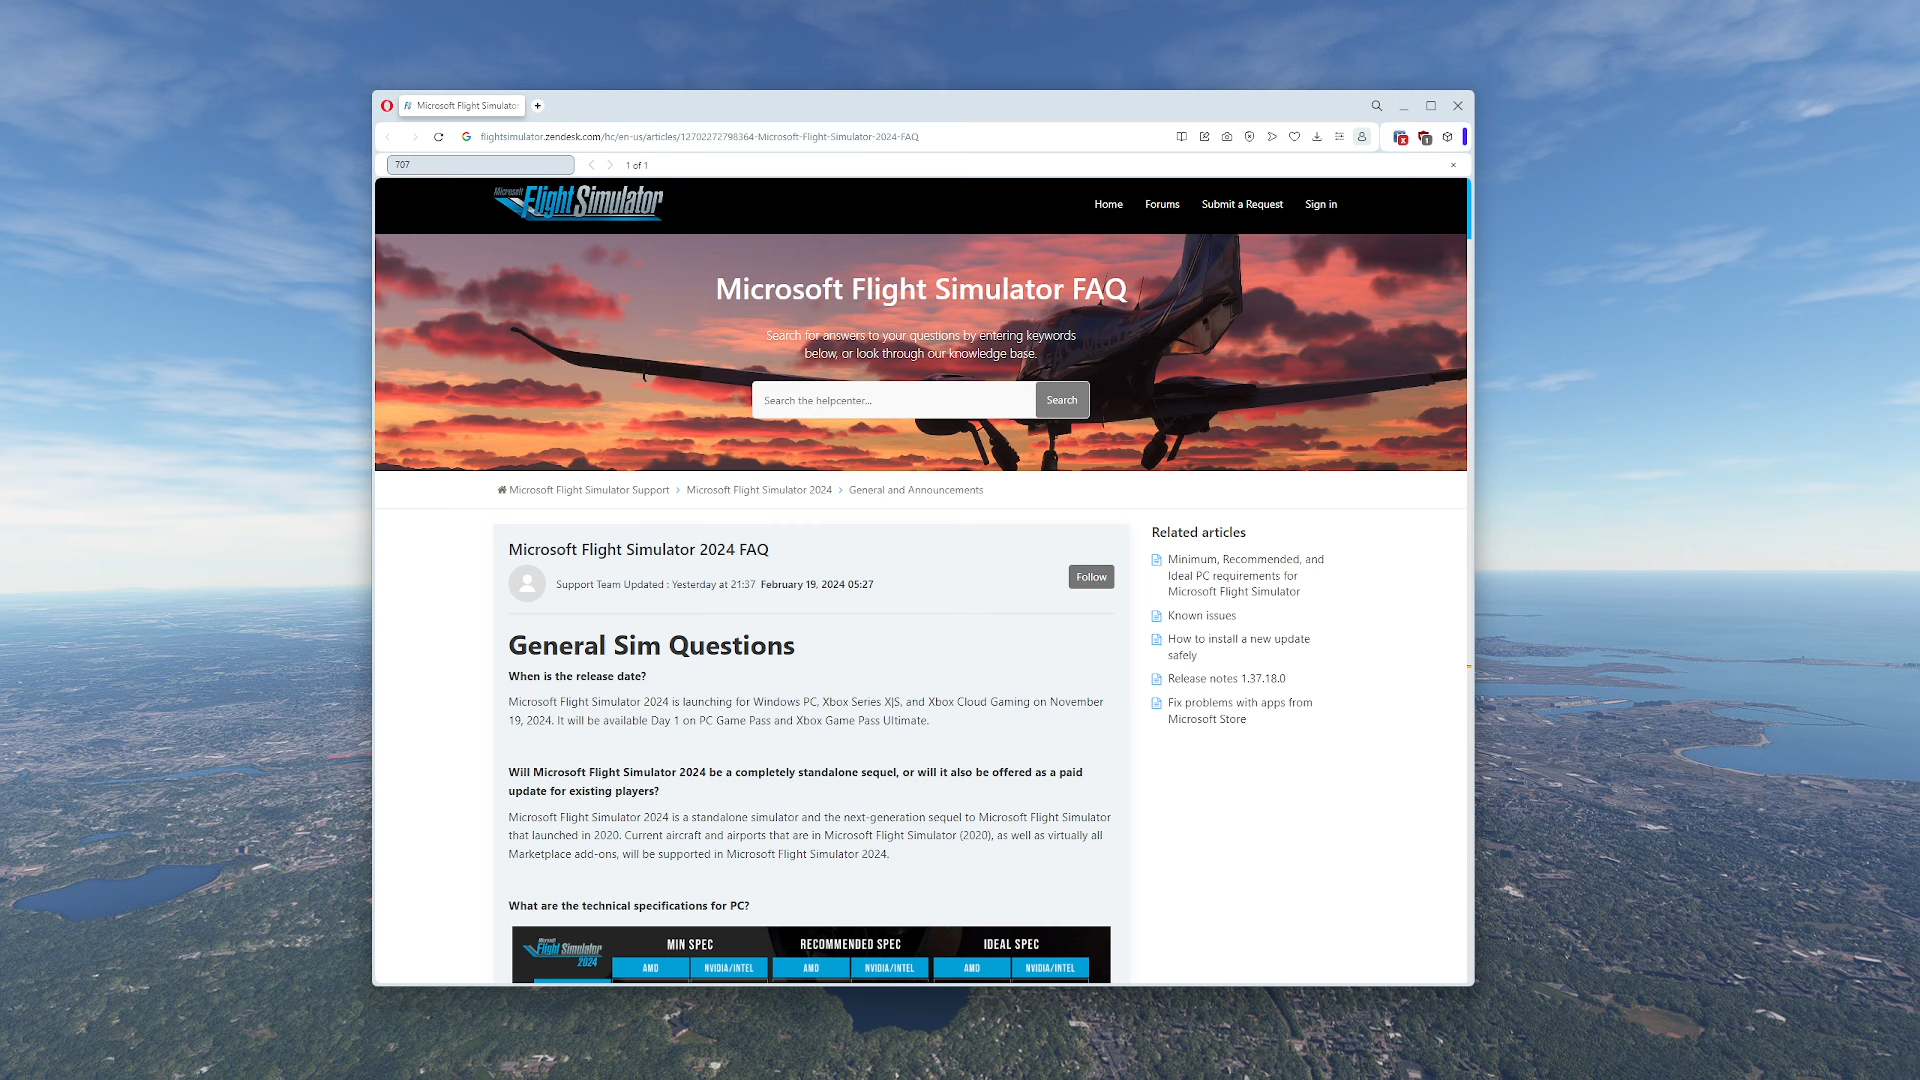 Microsoft Flight Simulator
flightsimulator.zendesk.com/hc/en-us/articles/12702272798364-Microsoft-Flight-Simulator-2024-FAQ
707
1 of 1
Microsoft
Flight Simulator
Home Forums Submit a Request Sign in
Microsoft Flight Simulator FAQ
Search for answers to your questions by entering keywords
below, or look through our knowledge base.
Search the helpcenter... Search
Microsoft Flight Simulator Support > Microsoft Flight Simulator 2024 > General and Announcements
Microsoft Flight Simulator 2024 FAQ
Support Team Updated : Yesterday at 21:37 February 19, 2024 05:27
Follow
General Sim Questions
When is the release date?
Microsoft Flight Simulator 2024 is launching for Windows PC, Xbox Series X|S, and Xbox Cloud Gaming on November
19, 2024. It will be available Day 1 on PC Game Pass and Xbox Game Pass Ultimate.
Will Microsoft Flight Simulator 2024 be a completely standalone sequel, or will it also be offered as a paid
update for existing players?
Microsoft Flight Simulator 2024 is a standalone simulator and the next-generation sequel to Microsoft Flight Simulator
that launched in 2020. Current aircraft and airports that are in Microsoft Flight Simulator (2020), as well as virtually all
Marketplace add-ons, will be supported in Microsoft Flight Simulator 2024.
What are the technical specifications for PC?
Microsoft
Flight Simulator
2024
MIN SPEC RECOMMENDED SPEC IDEAL SPEC
AMD NVIDIA/INTEL AMD NVIDIA/INTEL AMD NVIDIA/INTEL
Related articles
Minimum, Recommended, and
Ideal PC requirements for
Microsoft Flight Simulator
Known issues
How to install a new update
safely
Release notes 1.37.18.0
Fix problems with apps from
Microsoft Store